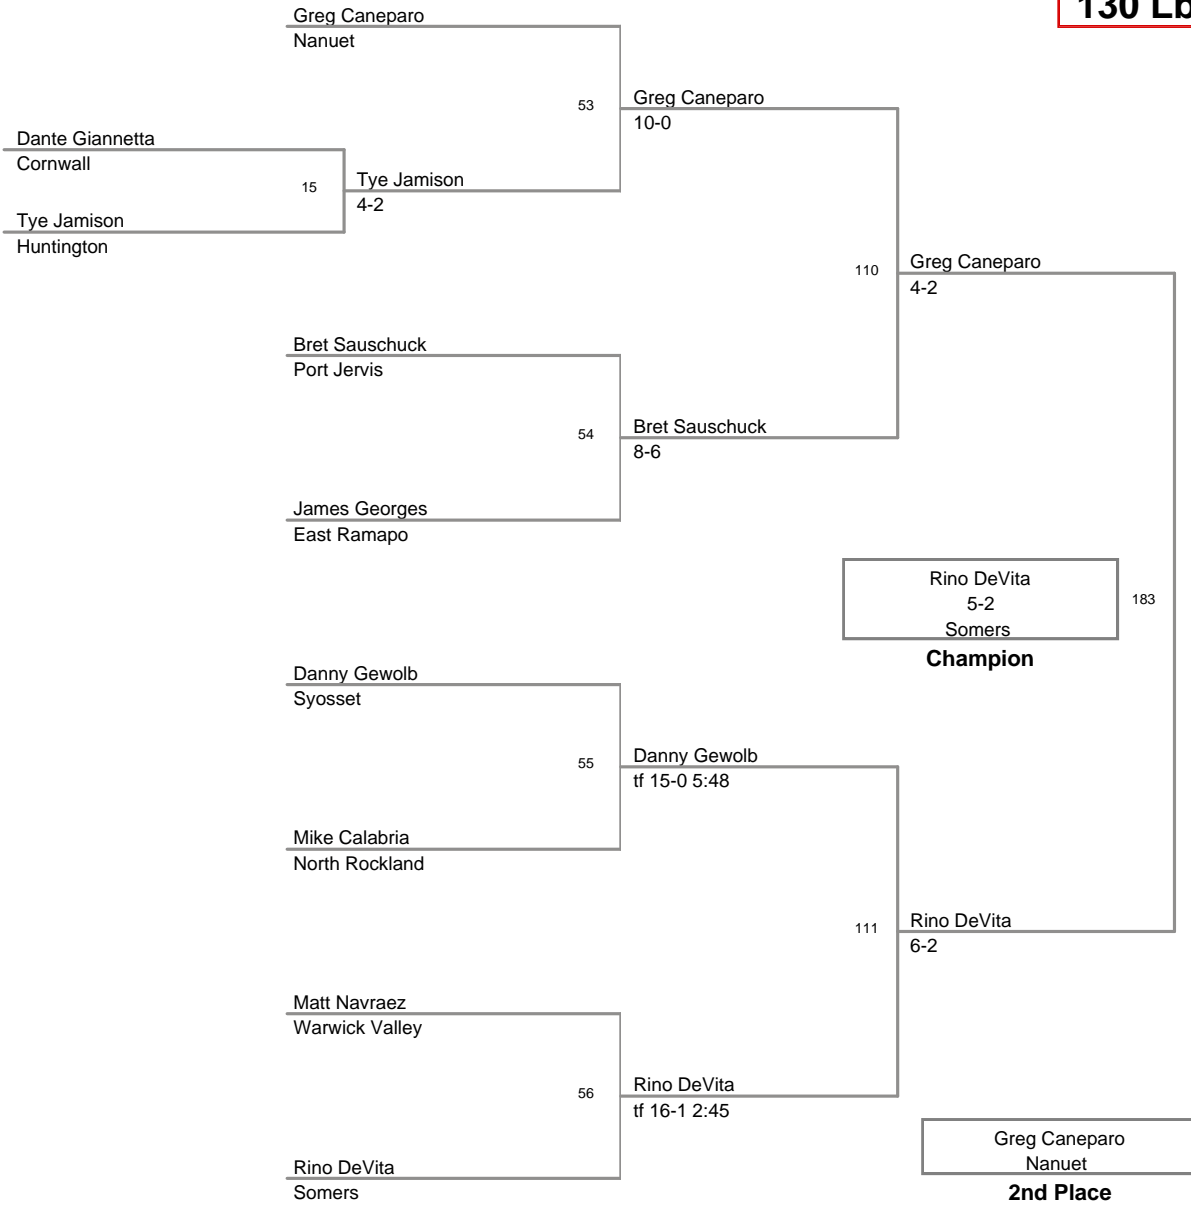 130 Lb
Greg Caneparo
Nanuet
53
Greg Caneparo
10-0
Dante Giannetta
Cornwall
15
Tye Jamison
4-2
Tye Jamison
Huntington
110
Greg Caneparo
4-2
Bret Sauschuck
Port Jervis
54
Bret Sauschuck
8-6
James Georges
East Ramapo
Rino DeVita
5-2
Somers
Champion
183
Danny Gewolb
Syosset
55
Danny Gewolb
tf 15-0 5:48
Mike Calabria
North Rockland
111
Rino DeVita
6-2
Matt Navraez
Warwick Valley
56
Rino DeVita
tf 16-1 2:45
Rino DeVita
Somers
Greg Caneparo
Nanuet
2nd Place